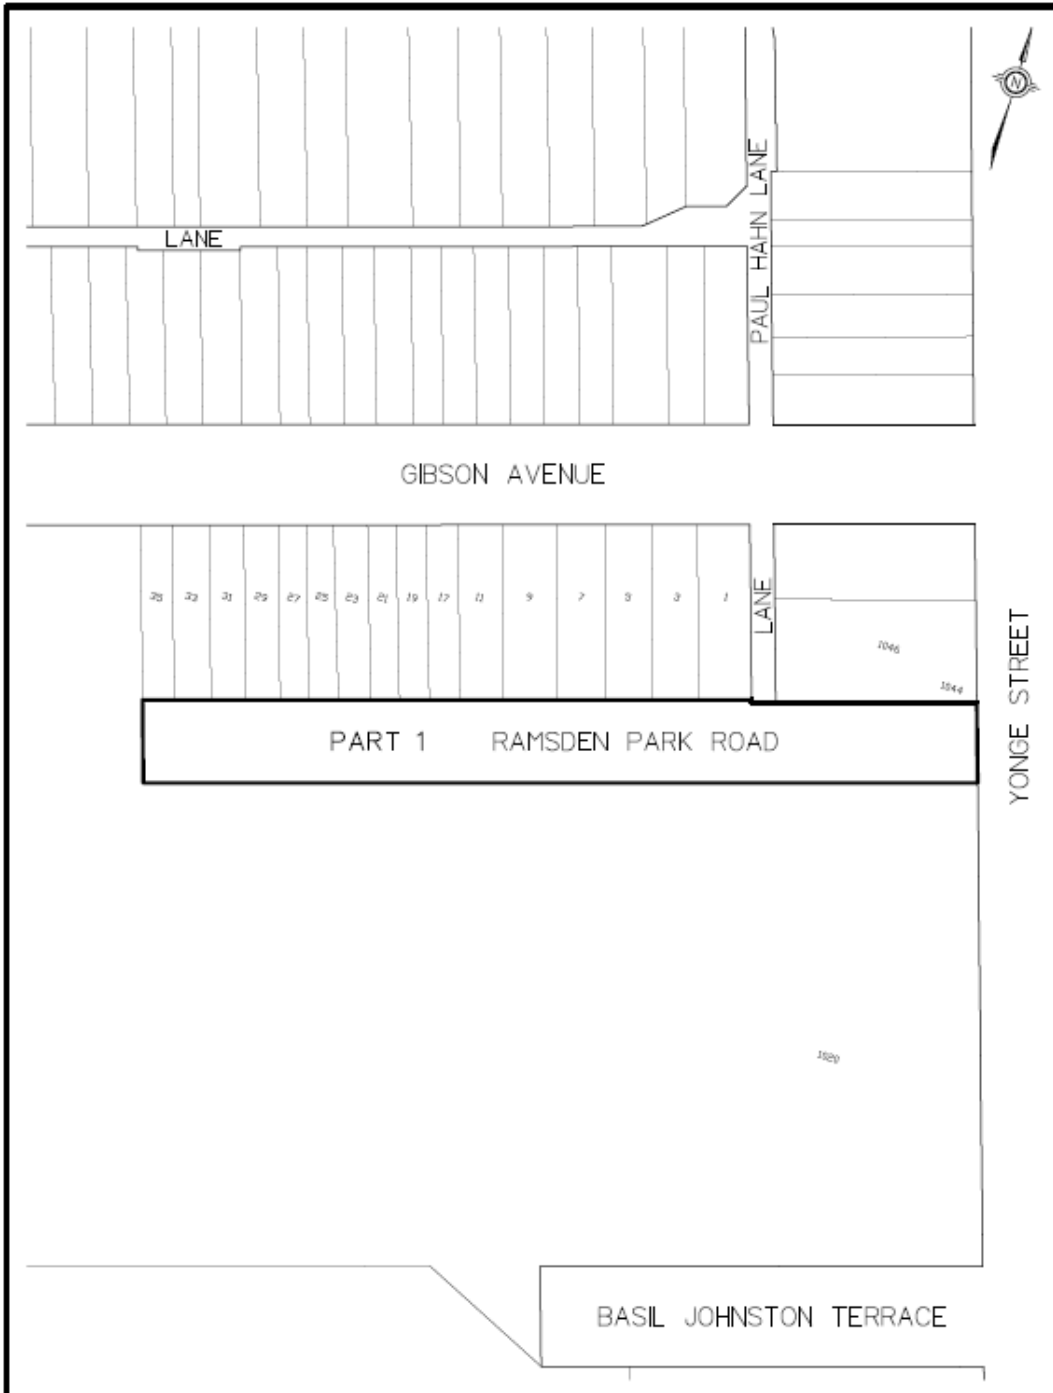 N
PAUL HAHN LANE
LANE
GIBSON AVENUE
35 33 31 29 27 25 23 21 19 17 11 9 7 5 3 1
LANE
1046
1044
YONGE STREET
PART 1 RAMSDEN PARK ROAD
1020
BASIL JOHNSTON TERRACE